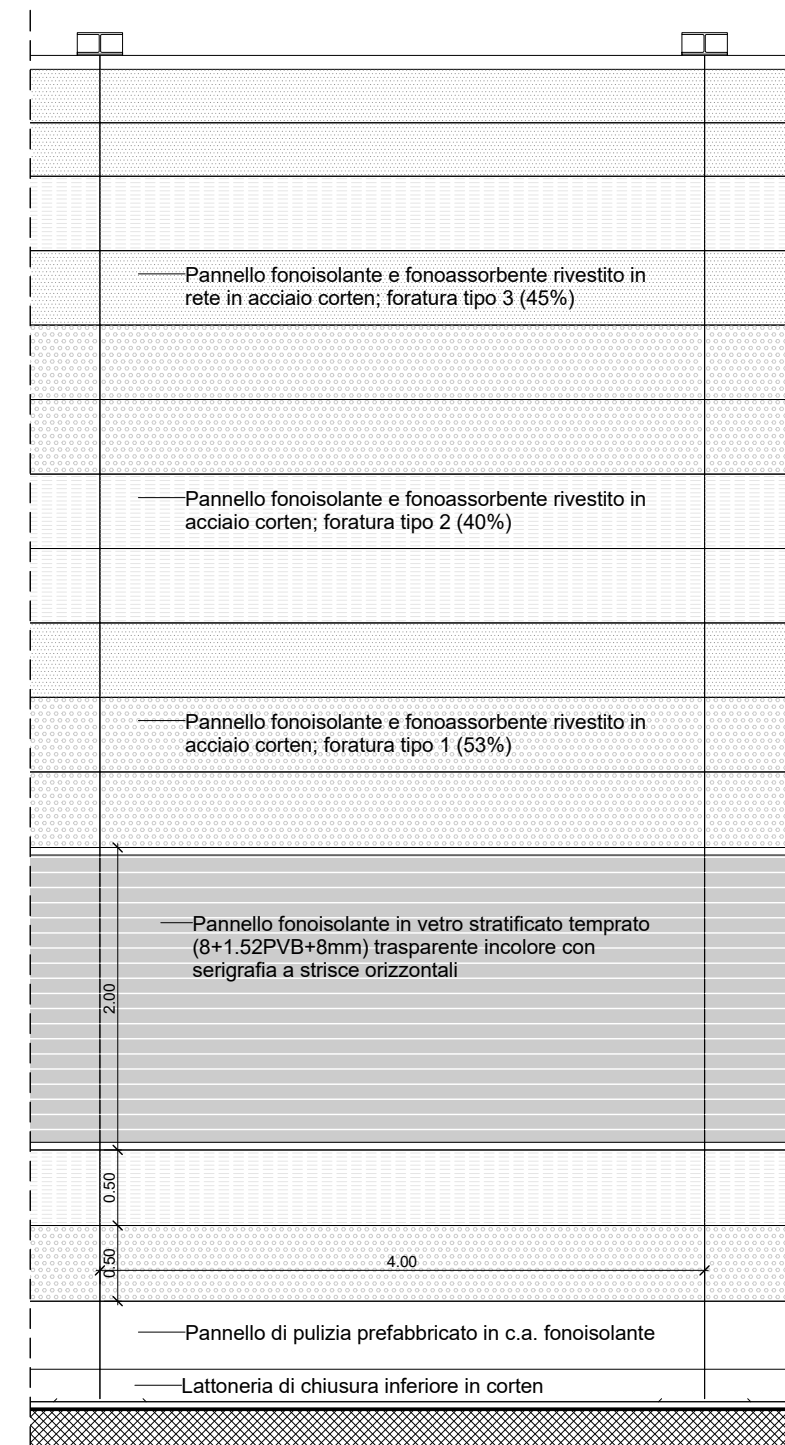 Pannello fonoisolante e fonoassorbente rivestito in
rete in acciaio corten; foratura tipo 3 (45%)
Pannello fonoisolante e fonoassorbente rivestito in
acciaio corten; foratura tipo 2 (40%)
Pannello fonoisolante e fonoassorbente rivestito in
acciaio corten; foratura tipo 1 (53%)
Pannello fonoisolante in vetro stratificato temprato
(8+1.52PVB+8mm) trasparente incolore con
serigrafia a strisce orizzontali
2.00
0.50
0.50
4.00
Pannello di pulizia prefabbricato in c.a. fonoisolante
Lattoneria di chiusura inferiore in corten